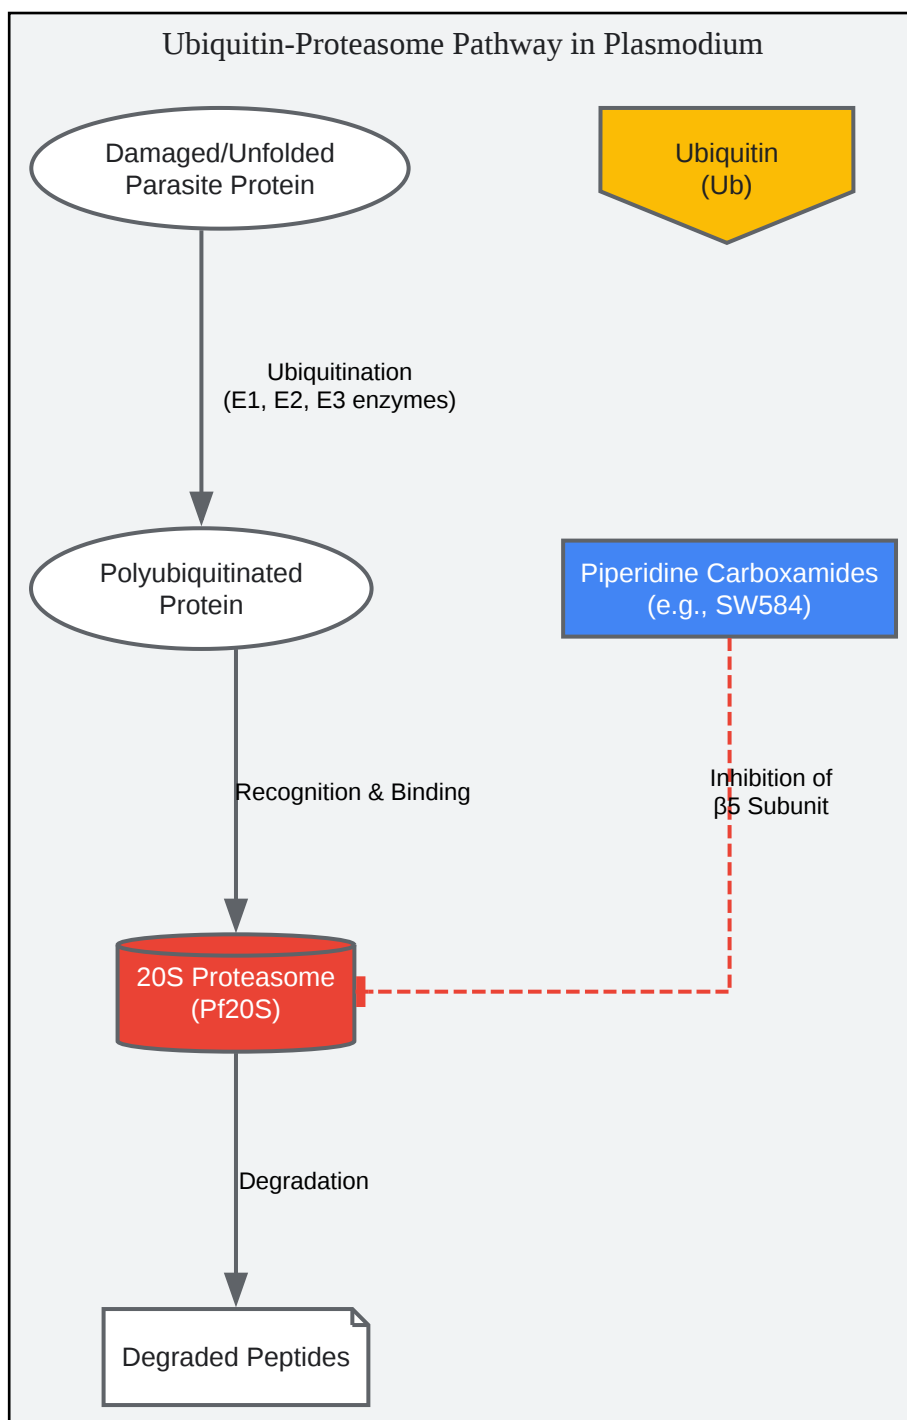 Ubiquitin-Proteasome Pathway in Plasmodium
Damaged/Unfolded
Parasite Protein
Ubiquitin
(Ub)
Ubiquitination
(E1, E2, E3 enzymes)
Polyubiquitinated
Protein
Piperidine Carboxamides
(e.g., SW584)
Recognition & Binding
Inhibition of
β5 Subunit
20S Proteasome
(Pf20S)
Degradation
Degraded Peptides